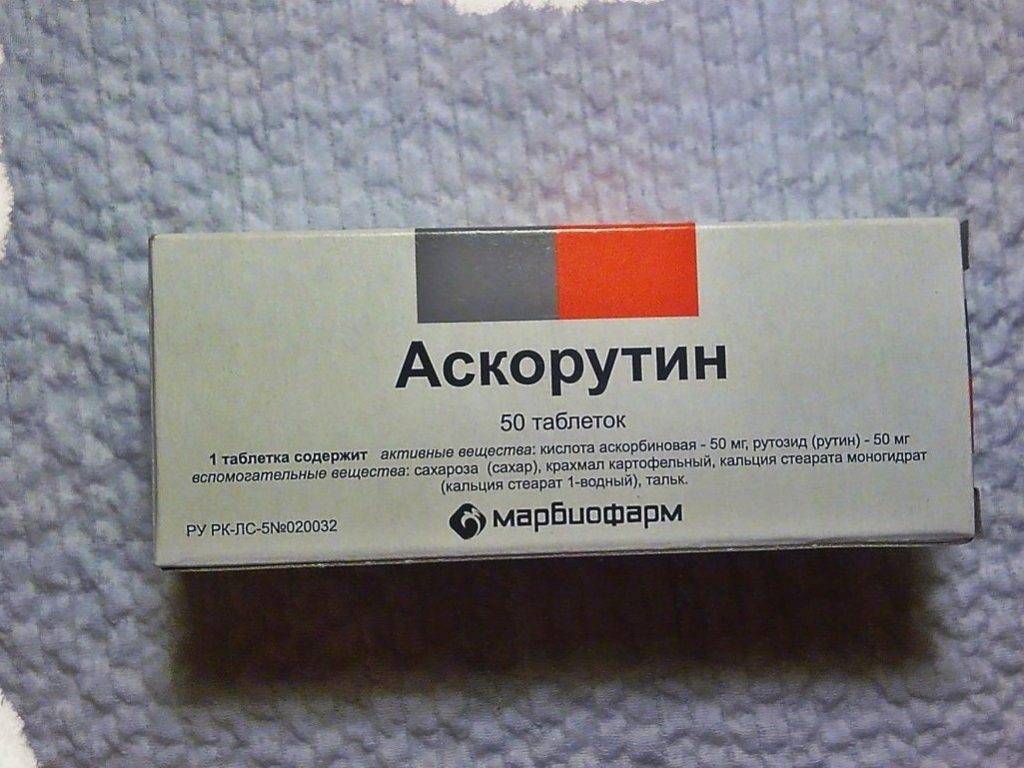 Аскорутин
50 таблеток
1 таблетка содержит активные вещества: кислота аскорбиновая - 50 мг, рутозид (рутин) - 50 мг
вспомогательные вещества: сахароза (сахар), крахмал картофельный, кальция стеарата моногидрат
(кальция стеарат 1-водный), тальк.
РУ РК-ЛС-5№020032
марбиофарм